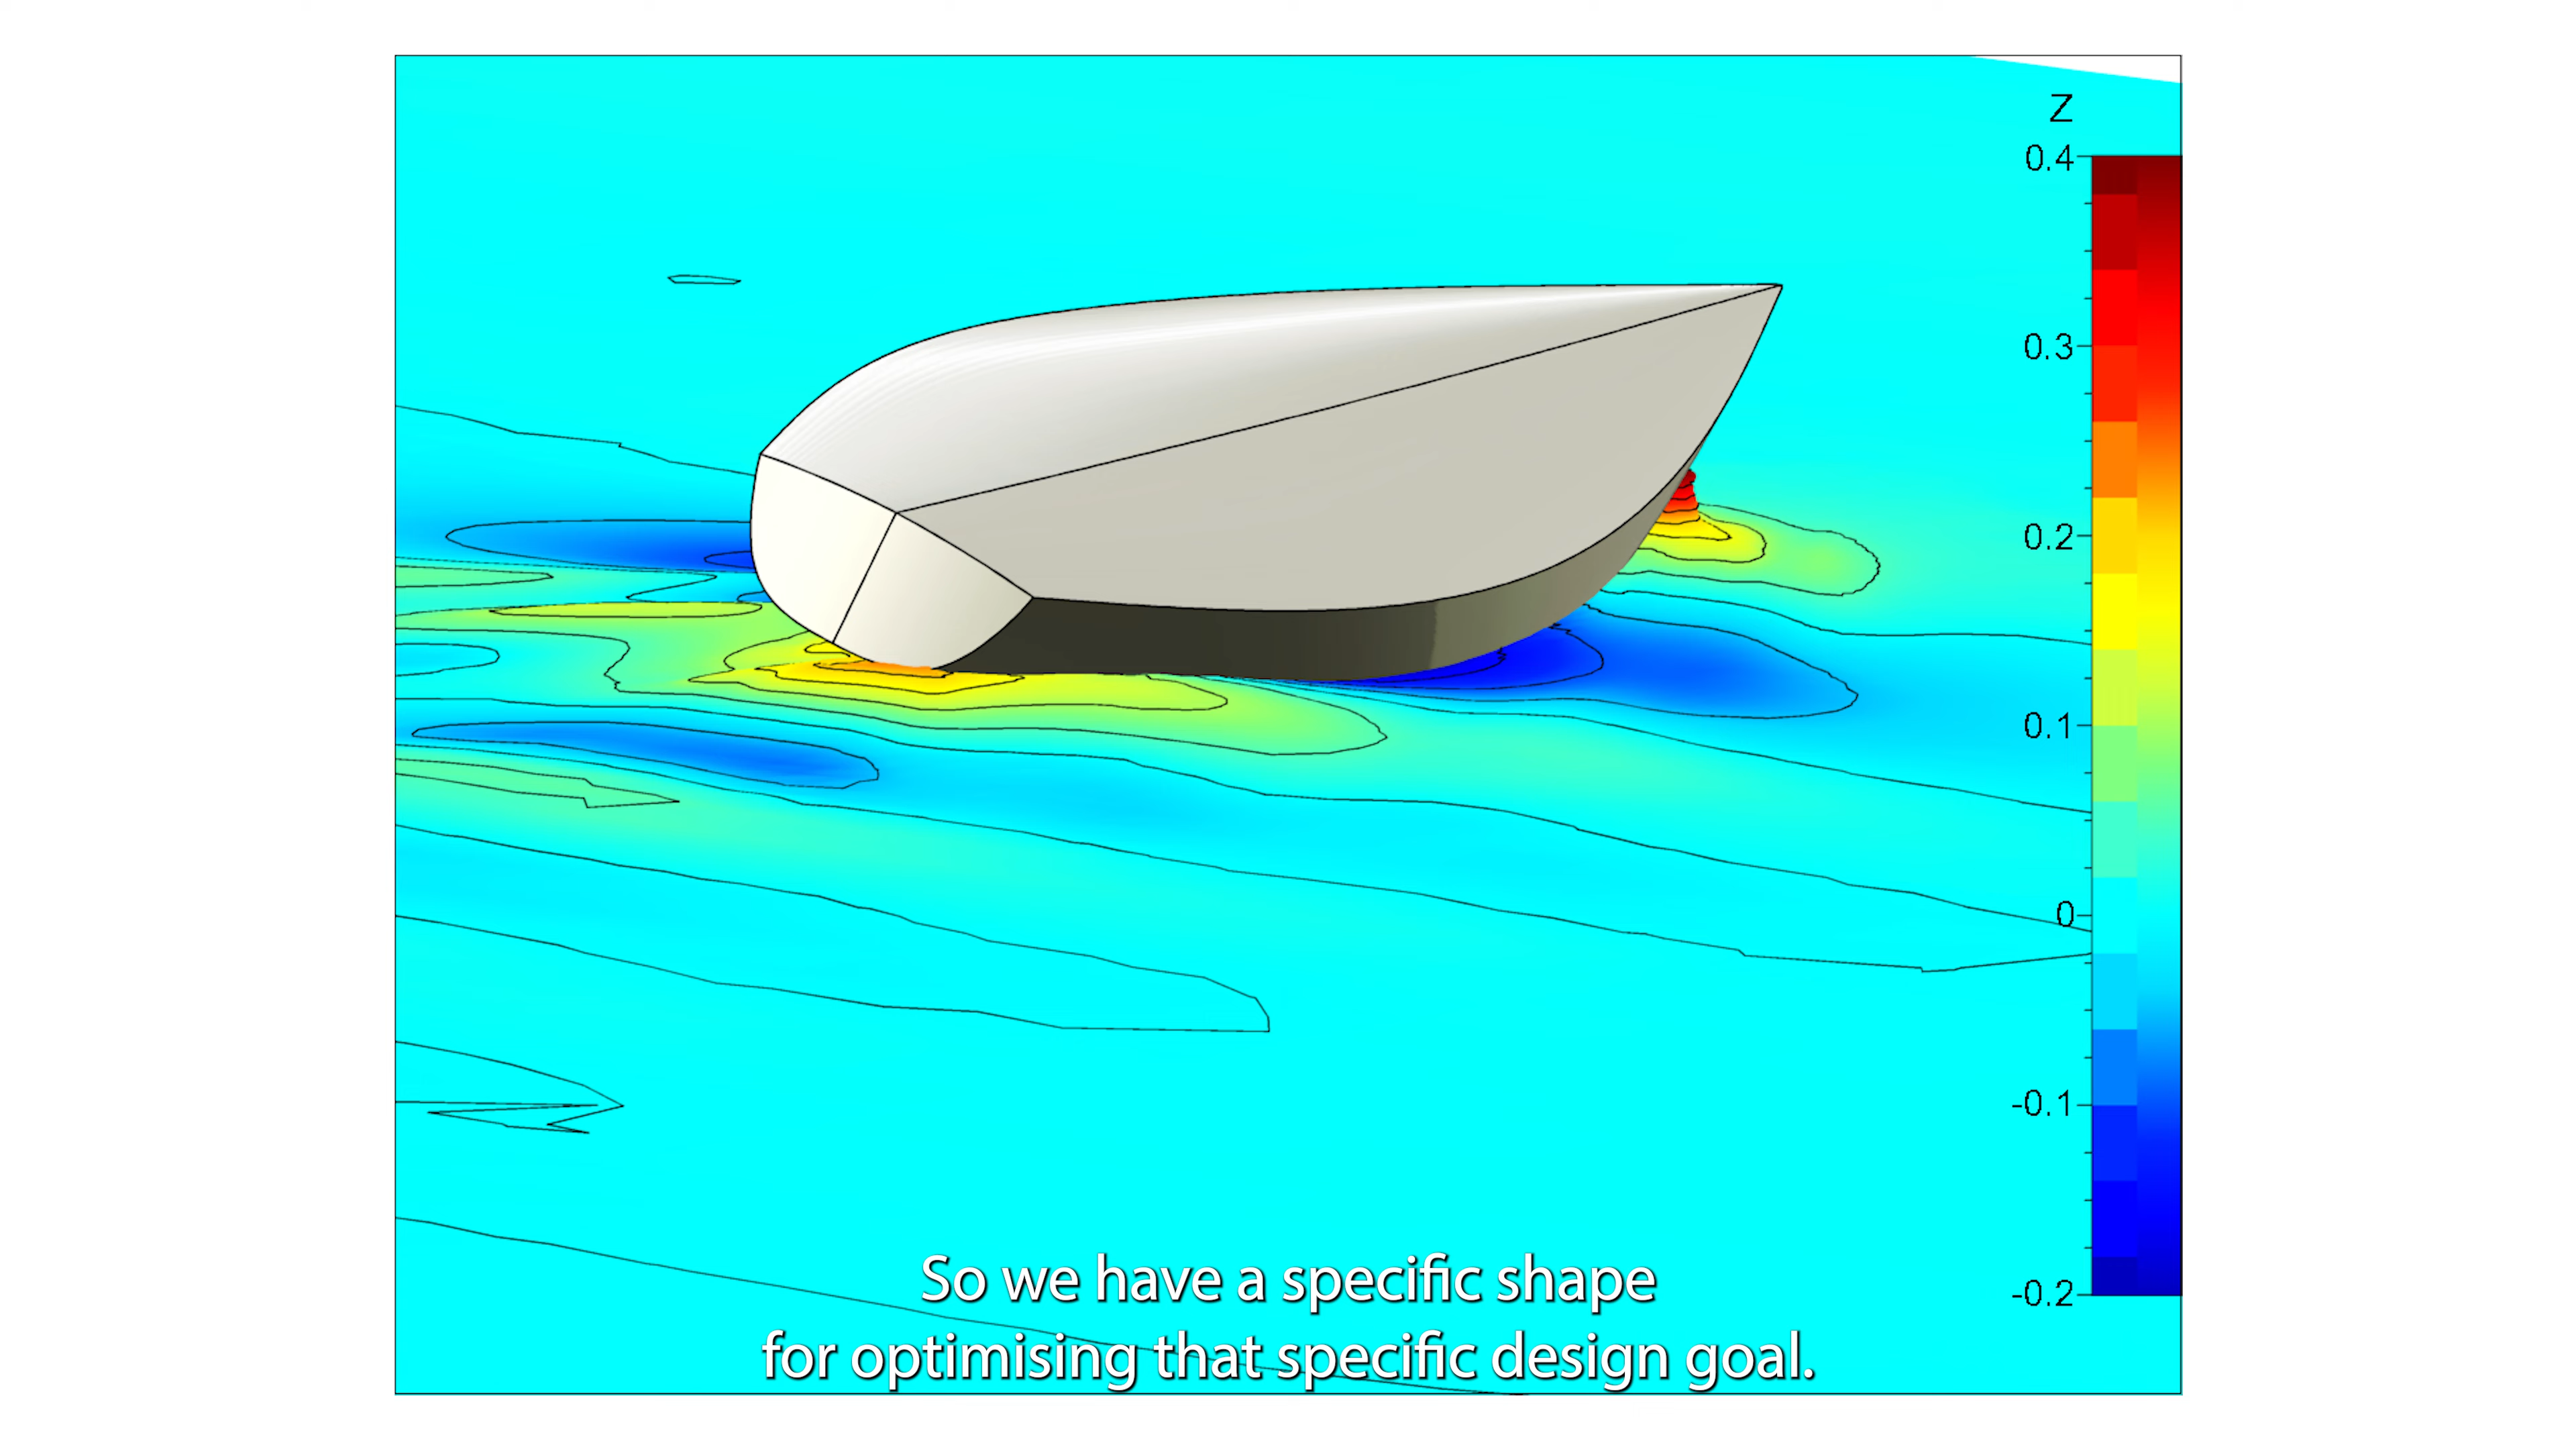 Z
0.4
0.3
0.2
0.1
0
-0.1
-0.2
So we have a specific shape
for optimising that specific design goal.